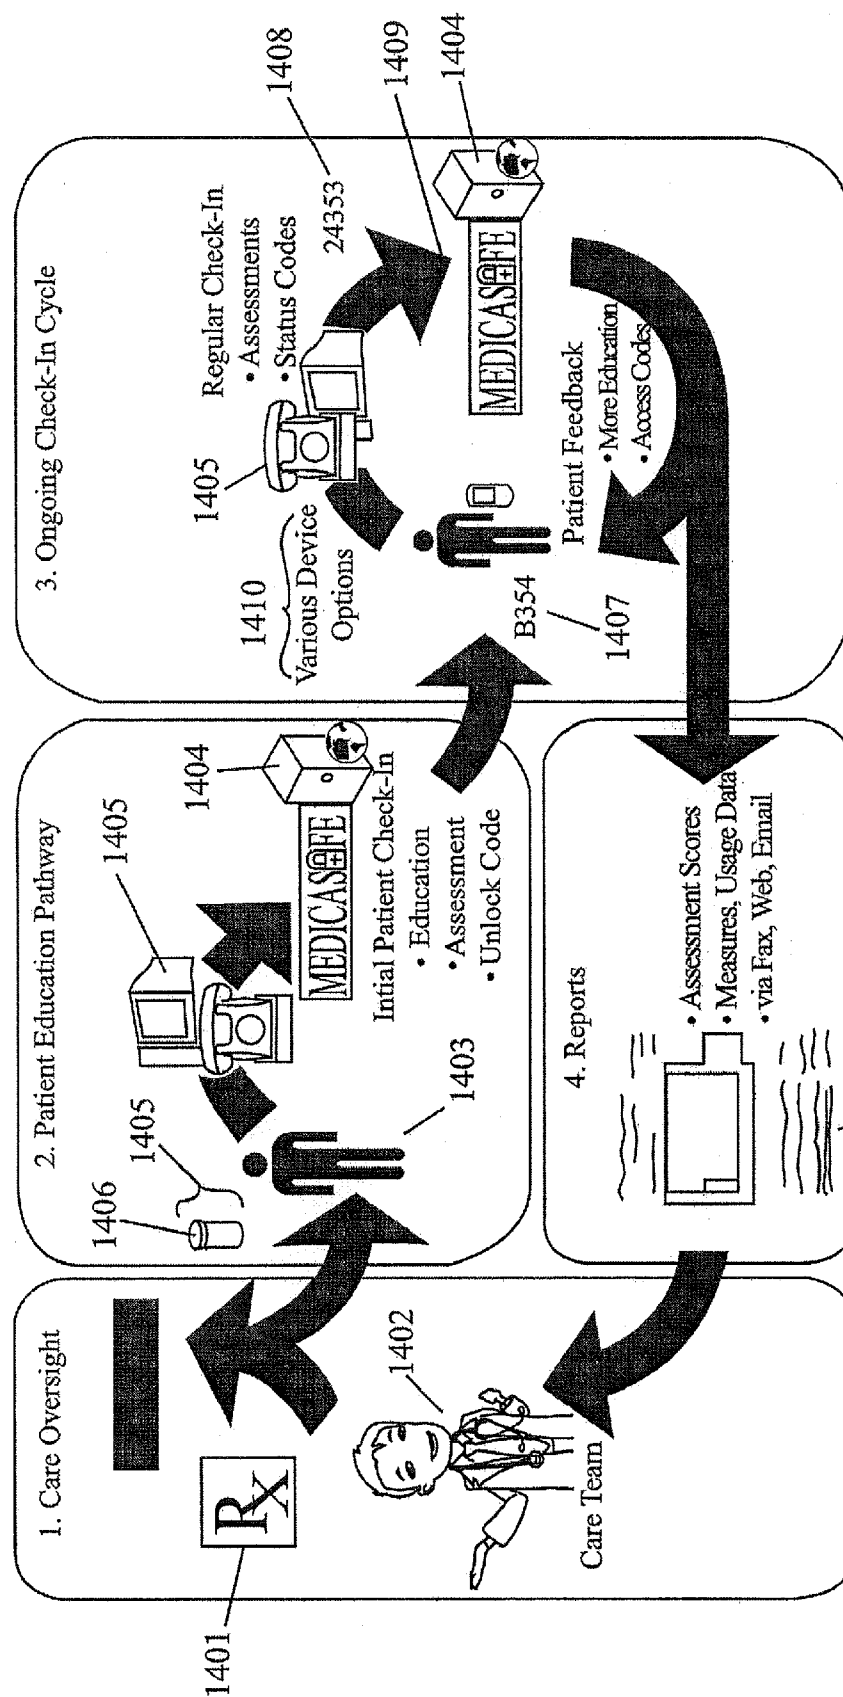 1. Care Oversight
1401
Rx
1402
Care Team
2. Patient Education Pathway
1406
1405
1405
1403
1404
MEDICASAFE
Intial Patient Check-In
• Education
• Assessment
• Unlock Code
3. Ongoing Check-In Cycle
1410
Various Device
Options
1405
Regular Check-In
• Assessments
• Status Codes
24353
1408
1409
1404
MEDICASAFE
B354
1407
Patient Feedback
• More Education
• Access Codes
4. Reports
• Assessment Scores
• Measures, Usage Data
• via Fax, Web, Email